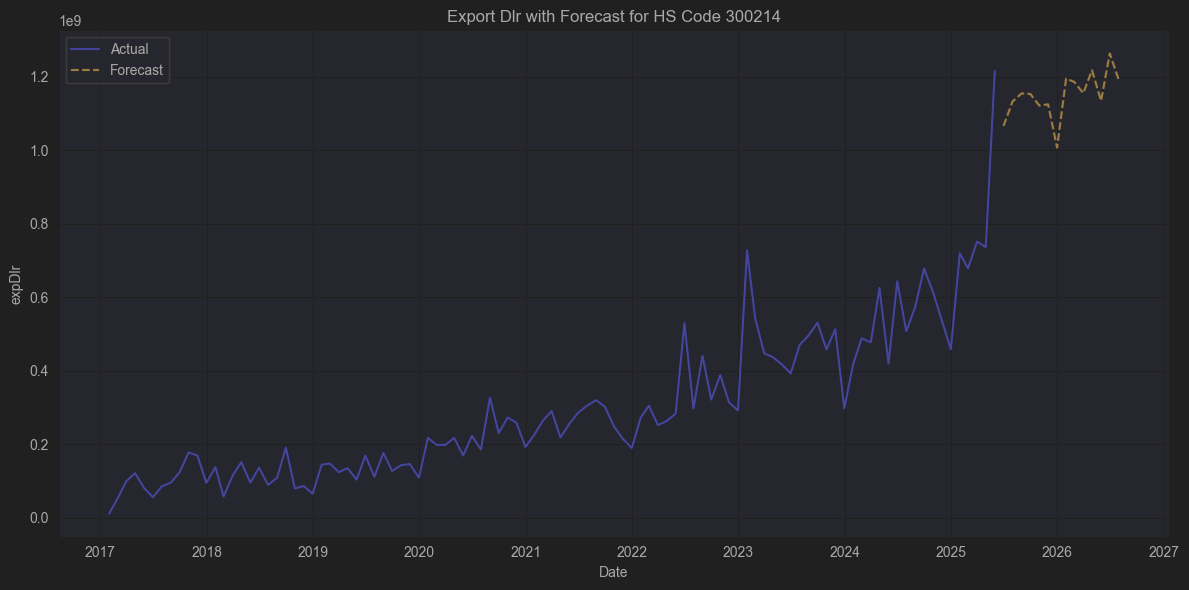 Export Dlr with Forecast for HS Code 300214
1e9
Actual
Forecast
1.2
1.0
0.8
0.6
0.4
0.2
0.0
expDlr
2017 2018 2019 2020 2021 2022 2023 2024 2025 2026 2027
Date